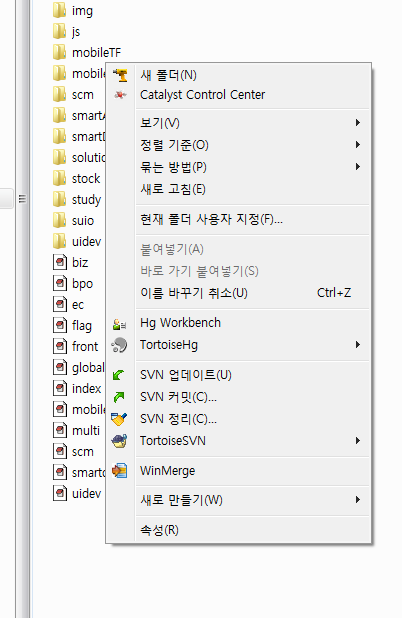 img
js
mobileTF
mobile
scm
smartA
smartD
solutio
stock
study
suio
uidev
biz
bpo
ec
flag
front
global
index
mobile
multi
scm
smarto
uidev
새 폴더(N)
Catalyst Control Center
보기(V)
정렬 기준(O)
묶는 방법(P)
새로 고침(E)
현재 폴더 사용자 지정(F)...
붙여넣기(A)
바로 가기 붙여넣기(S)
이름 바꾸기 취소(U) Ctrl+Z
Hg Workbench
TortoiseHg
SVN 업데이트(U)
SVN 커밋(C)...
SVN 정리(C)...
TortoiseSVN
WinMerge
새로 만들기(W)
속성(R)